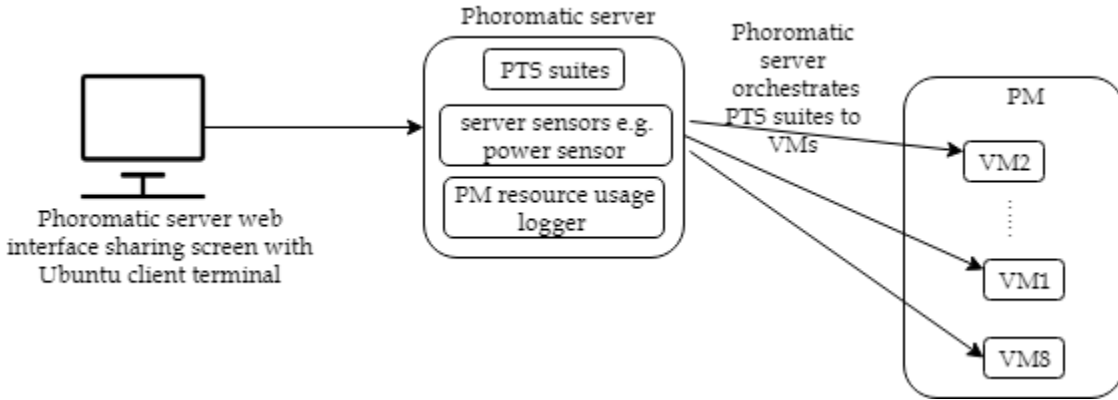 Phoromatic server web
interface sharing screen with
Ubuntu client terminal
Phoromatic server
PTS suites
server sensors e.g.
power sensor
PM resource usage
logger
Phoromatic
server
orchestrates
PTS suites to
VMs
PM
VM2
VM1
VM8